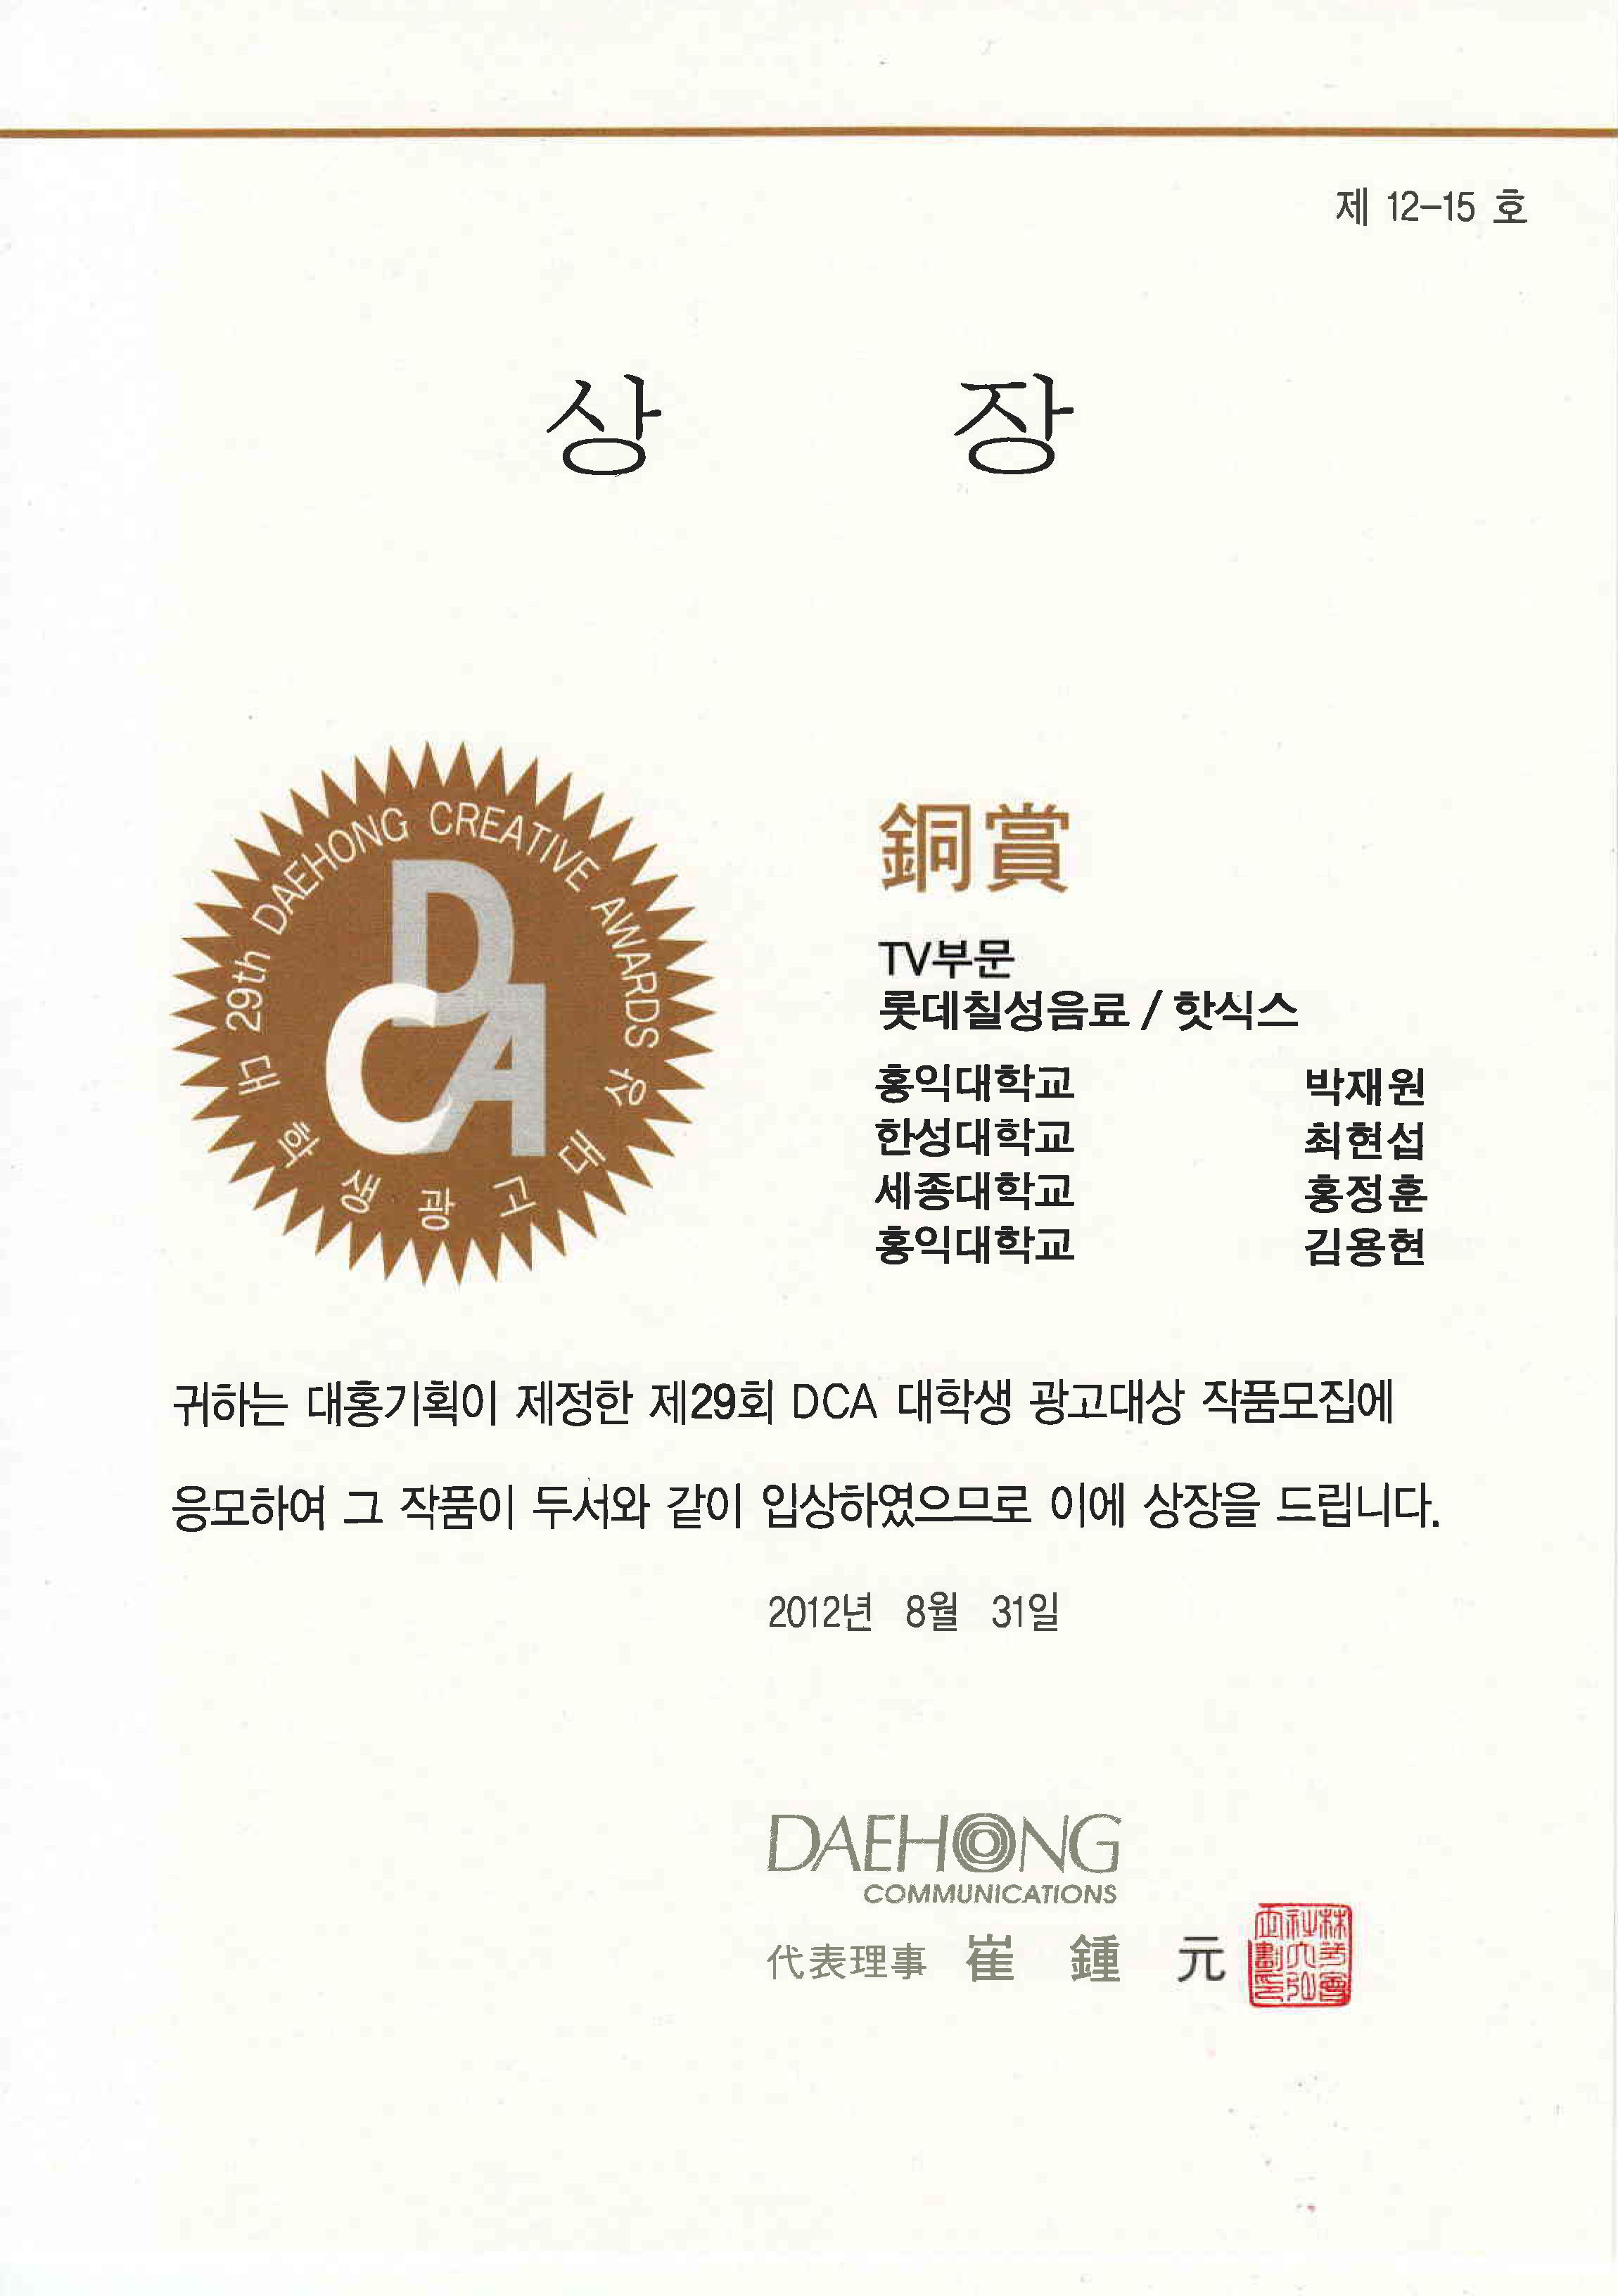 제 12-15 호
상 장
29th DAEHONG CREATIVE AWARDS
대학생광고대상
DCA
銅賞
TV부문
롯데칠성음료 / 핫식스
홍익대학교 박재원
한성대학교 최현섭
세종대학교 홍정훈
홍익대학교 김용현
귀하는 대홍기획이 제정한 제29회 DCA 대학생 광고대상 작품모집에
응모하여 그 작품이 두서와 같이 입상하였으므로 이에 상장을 드립니다.
2012년 8월 31일
DAEHONG
COMMUNICATIONS
代表理事 崔 鍾 元